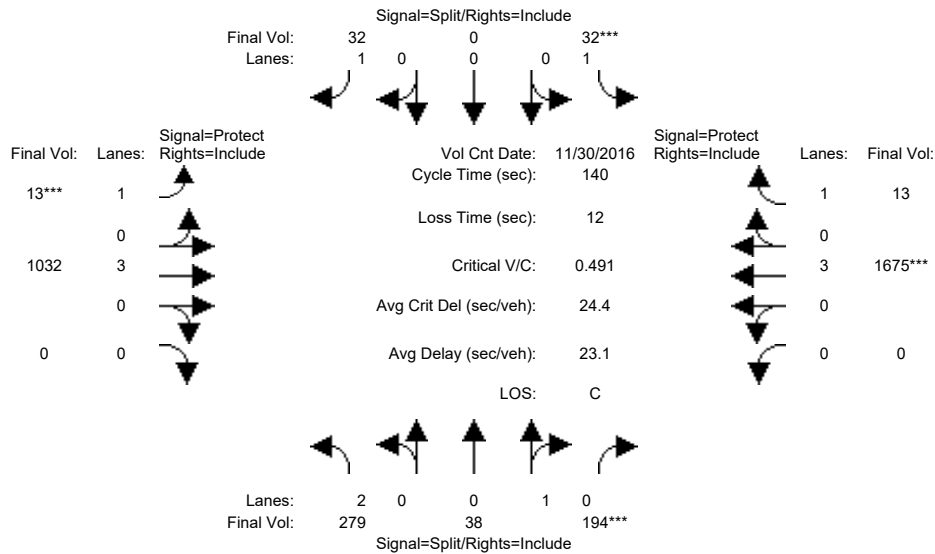 Signal=Split/Rights=Include
Final Vol: 32 0 32***
Lanes: 1 0 0 0 1
Signal=Protect Signal=Protect
Final Vol: Lanes: Rights=Include Vol Cnt Date: 11/30/2016 Rights=Include Lanes: Final Vol:
Cycle Time (sec): 140
13*** 1 1 13
Loss Time (sec): 12
0 0
1032 3 Critical V/C: 0.491 3 1675***
0 Avg Crit Del (sec/veh): 24.4 0
0 0 Avg Delay (sec/veh): 23.1 0 0
LOS: C
Lanes: 2 0 0 1 0
Final Vol: 279 38 194***
Signal=Split/Rights=Include